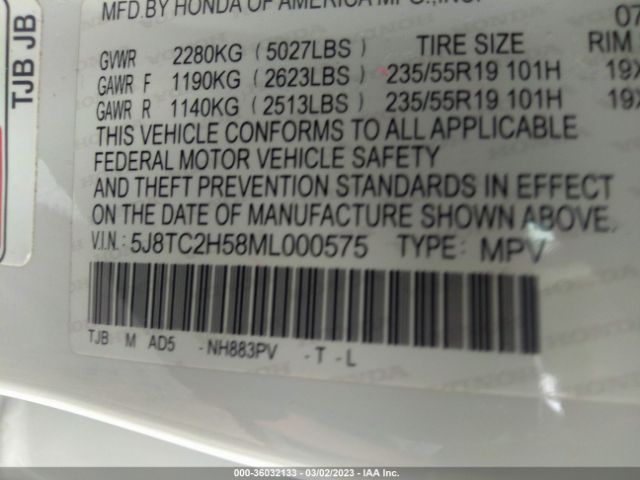 MFD.BY HONDA OF AMERICA MFG.,INC. 07
GVWR 2280KG (5027LBS) TIRE SIZE RIM
GAWR F 1190KG (2623LBS) 235/55R19 101H 19X
GAWR R 1140KG (2513LBS) 235/55R19 101H 19X
THIS VEHICLE CONFORMS TO ALL APPLICABLE
FEDERAL MOTOR VEHICLE SAFETY
AND THEFT PREVENTION STANDARDS IN EFFECT
ON THE DATE OF MANUFACTURE SHOWN ABOVE.
V.I.N.: 5J8TC2H58ML000575 TYPE: MPV
TJB M AD5 -NH883PV -T -L
TJB JB
000-36032133 - 03/02/2023 - IAA Inc.